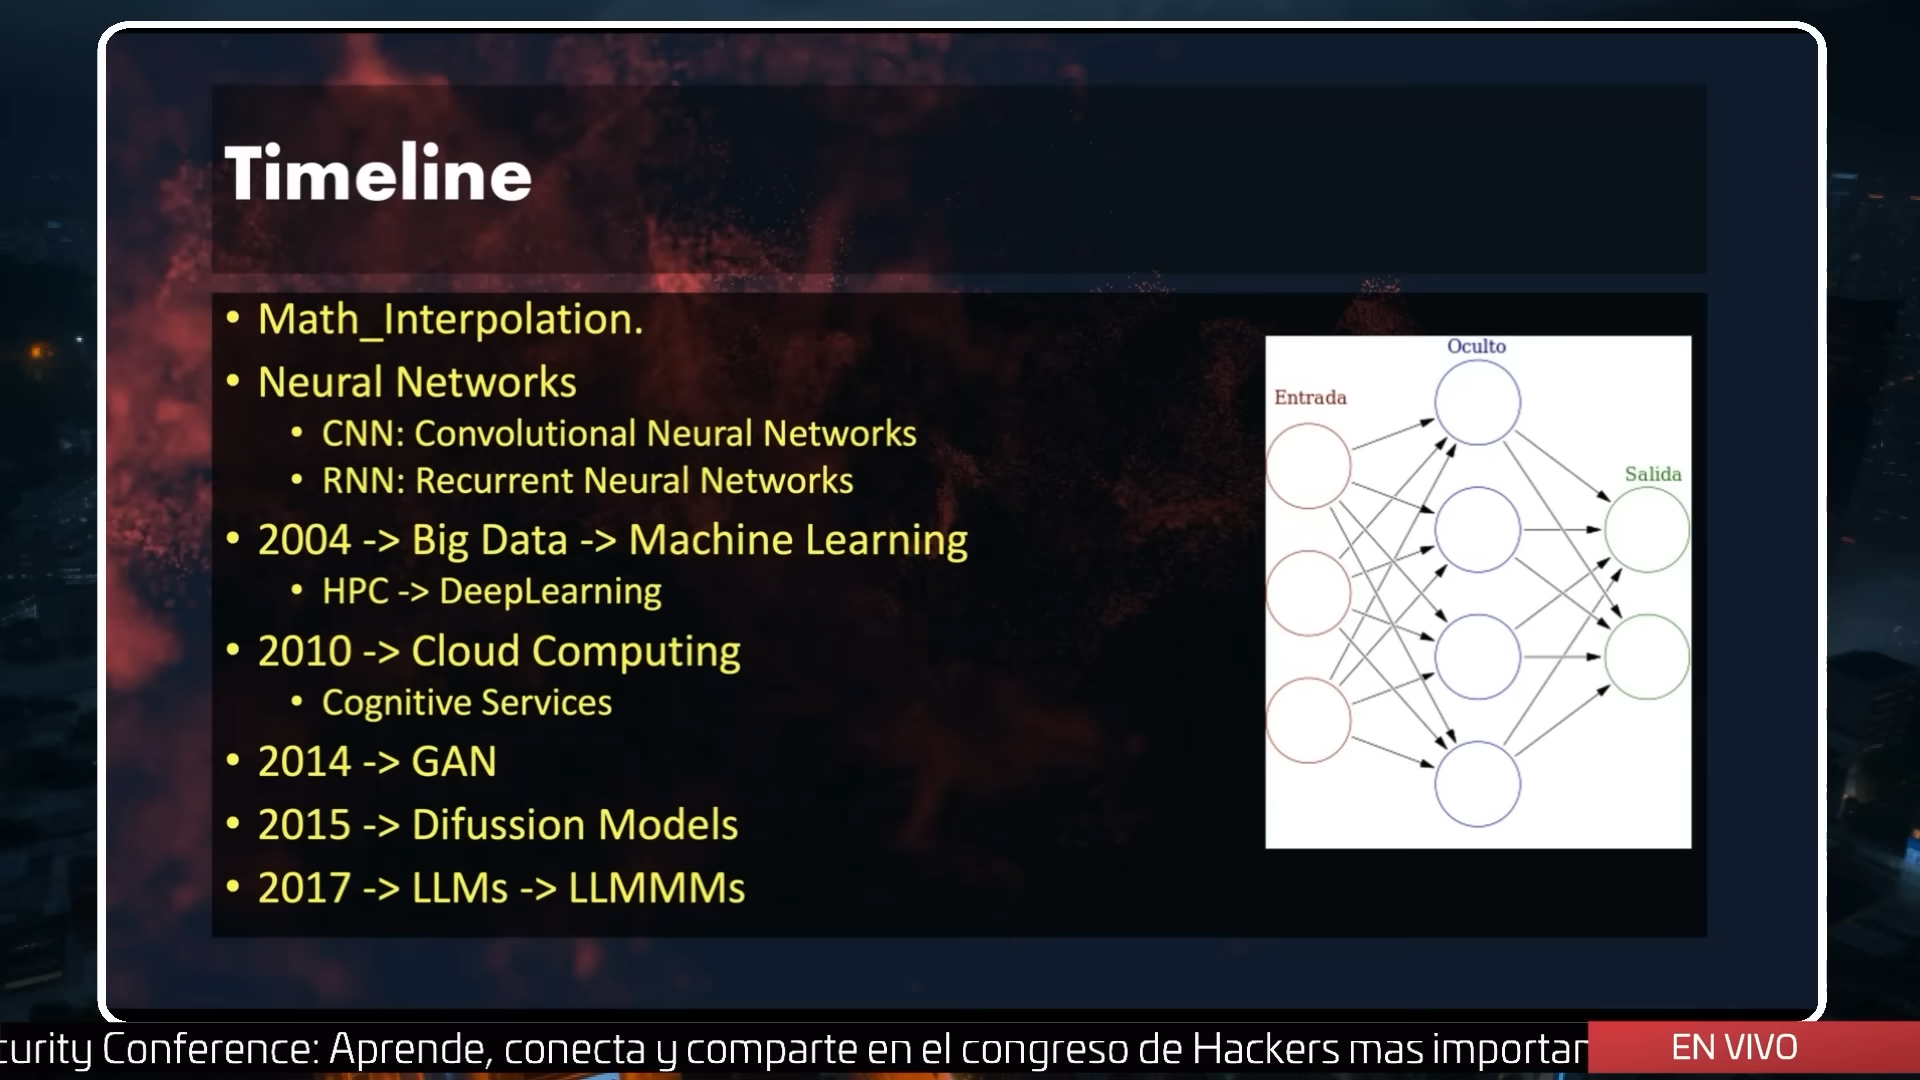 Timeline
• Math_Interpolation.
• Neural Networks
• CNN: Convolutional Neural Networks
• RNN: Recurrent Neural Networks
• 2004 -> Big Data -> Machine Learning
• HPC -> DeepLearning
• 2010 -> Cloud Computing
• Cognitive Services
• 2014 -> GAN
• 2015 -> Difussion Models
• 2017 -> LLMs -> LLMMMs
Oculto
Entrada
Salida
curity Conference: Aprende, conecta y comparte en el congreso de Hackers mas importan
EN VIVO